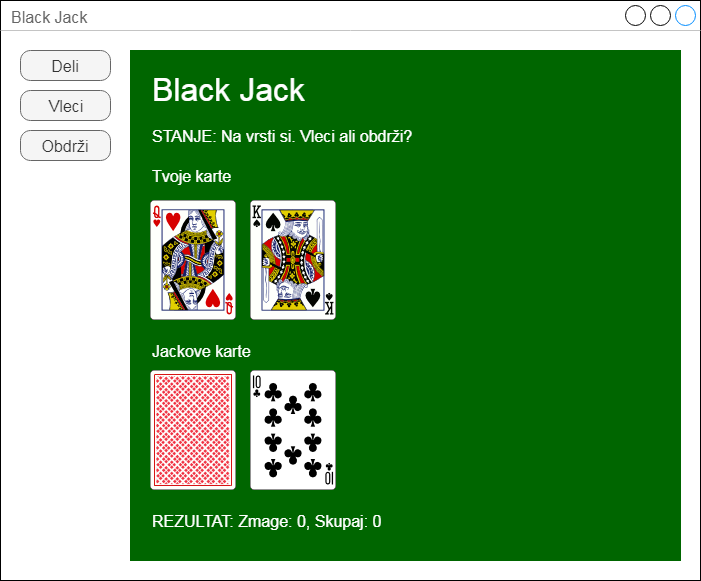 Black Jack
Deli
Vleci
Obdrži
Black Jack
STANJE: Na vrsti si. Vleci ali obdrži?
Tvoje karte
Q
Q
K
K
Jackove karte
10
10
REZULTAT: Zmage: 0, Skupaj: 0